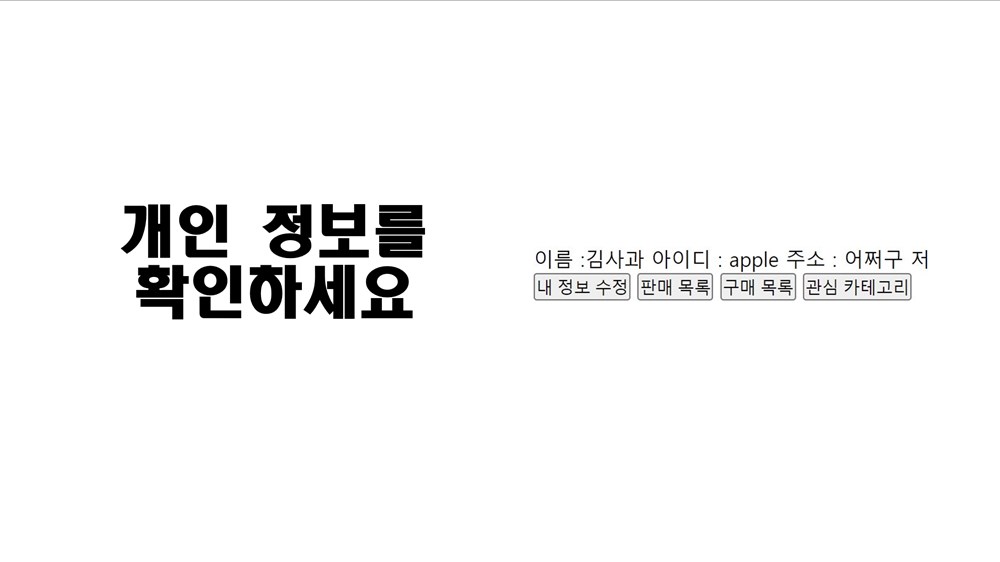 개인 정보를
확인하세요
이름 :김사과 아이디 : apple 주소 : 어쩌구 저
내 정보 수정 판매 목록 구매 목록 관심 카테고리